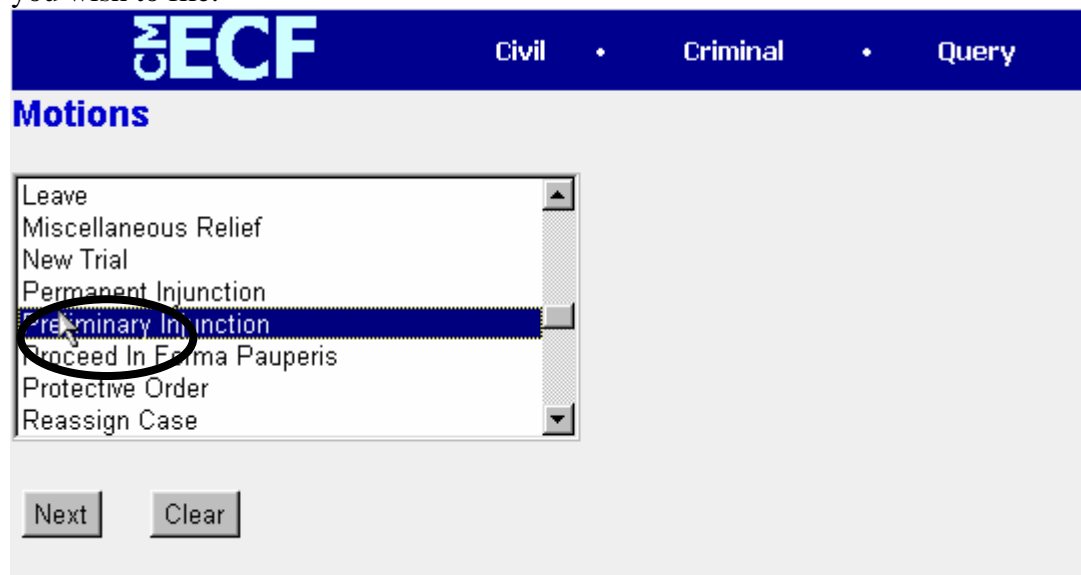 you wish to file.
CM ECF Civil • Criminal • Query
Motions
Leave
Miscellaneous Relief
New Trial
Permanent Injunction
Preliminary Injunction
Proceed In Forma Pauperis
Protective Order
Reassign Case
Next Clear